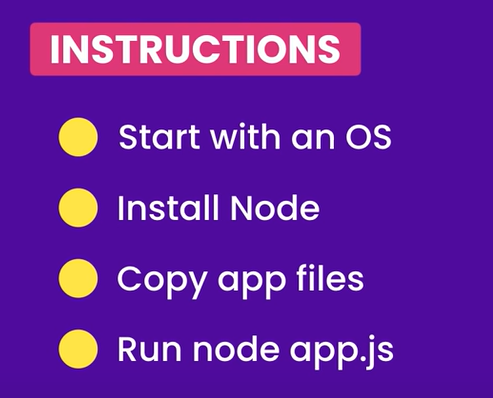 INSTRUCTIONS
Start with an OS
Install Node
Copy app files
Run node app.js